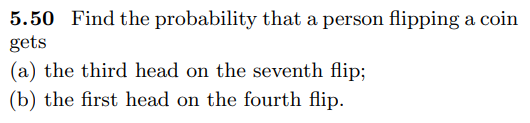 5.50 Find the probability that a person flipping a coin
gets
(a) the third head on the seventh flip;
(b) the first head on the fourth flip.